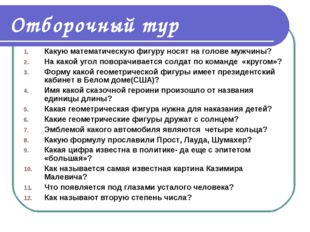 Отборочный тур
1. Какую математическую фигуру носят на голове мужчины?
2. На какой угол поворачивается солдат по команде «кругом»?
3. Форму какой геометрической фигуры имеет президентский
кабинет в Белом доме(США)?
4. Имя какой сказочной героини произошло от названия
единицы длины?
5. Какая геометрическая фигура нужна для наказания детей?
6. Какие геометрические фигуры дружат с солнцем?
7. Эмблемой какого автомобиля являются четыре кольца?
8. Какую формулу прославили Прост, Лауда, Шумахер?
9. Какая цифра известна в политике- да еще с эпитетом
«большая»?
10. Как называется самая известная картина Казимира
Малевича?
11. Что появляется под глазами усталого человека?
12. Как называют вторую степень числа?